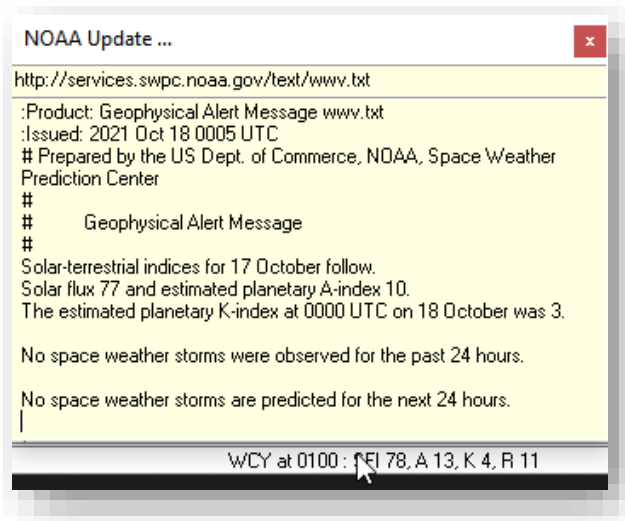 NOAA Update ...
x
http://services.swpc.noaa.gov/text/wwv.txt
:Product: Geophysical Alert Message wwv.txt
:Issued: 2021 Oct 18 0005 UTC
# Prepared by the US Dept. of Commerce, NOAA, Space Weather
Prediction Center
#
#          Geophysical Alert Message
#
Solar-terrestrial indices for 17 October follow.
Solar flux 77 and estimated planetary A-index 10.
The estimated planetary K-index at 0000 UTC on 18 October was 3.
No space weather storms were observed for the past 24 hours.
No space weather storms are predicted for the next 24 hours.
WCY at 0100 : SFI 78, A 13, K 4, R 11